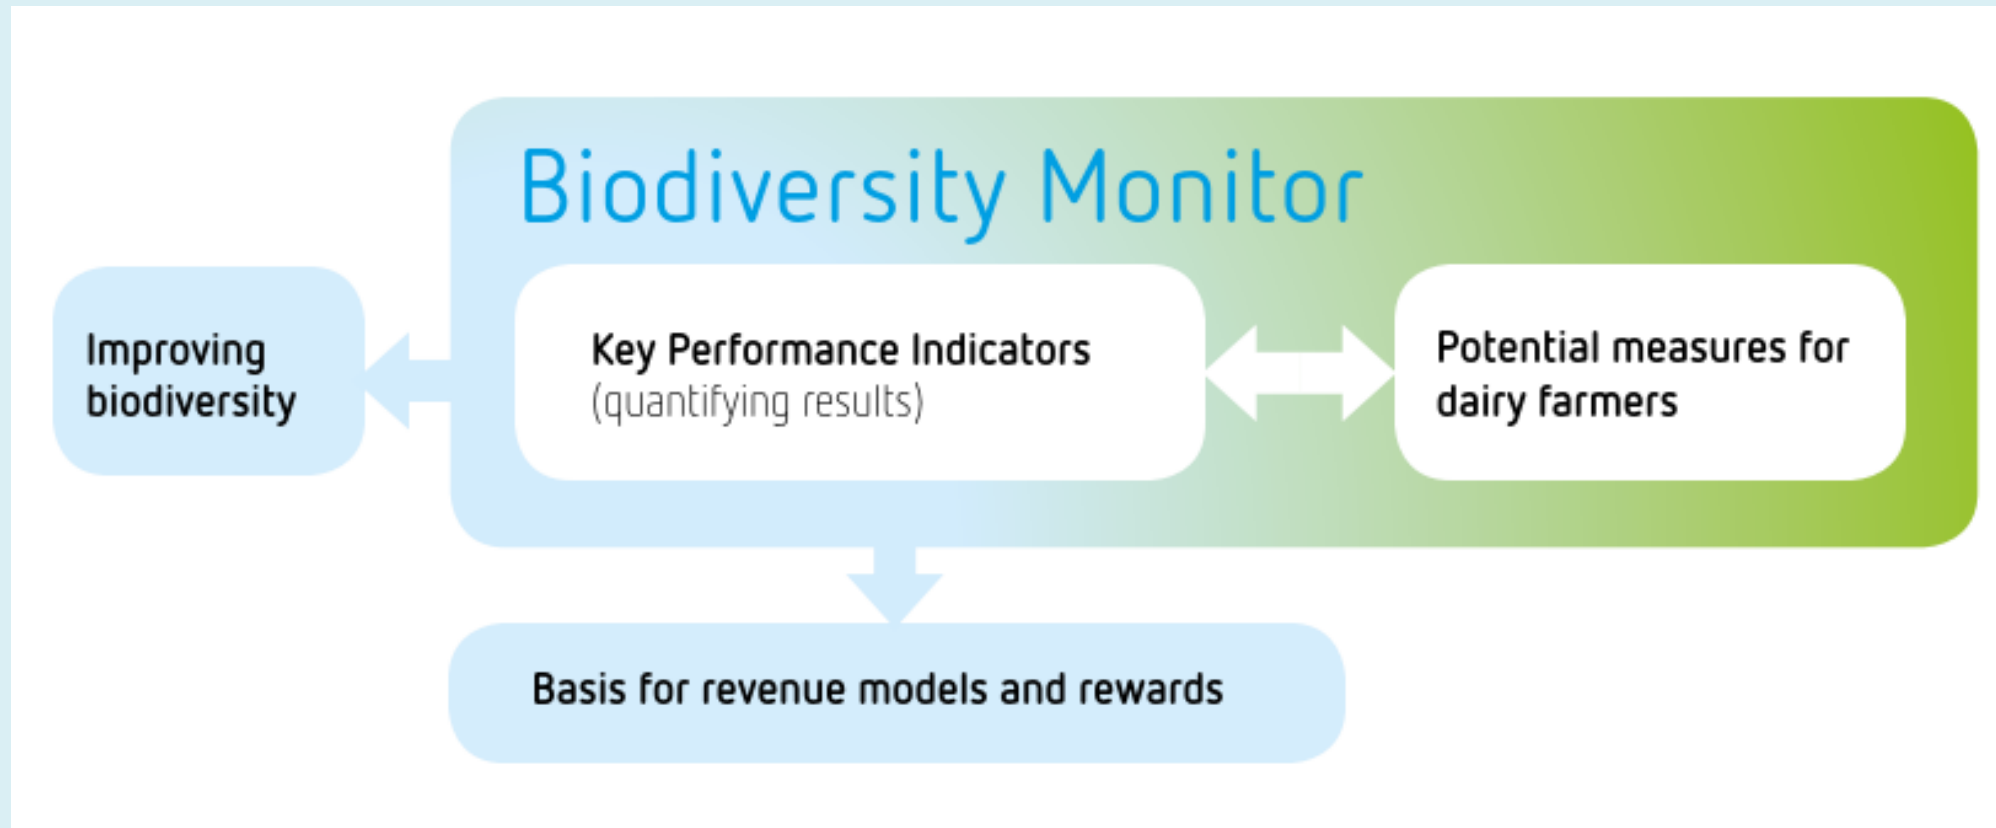 Biodiversity Monitor
Improving
biodiversity
Key Performance Indicators
(quantifying results)
Potential measures for
dairy farmers
Basis for revenue models and rewards